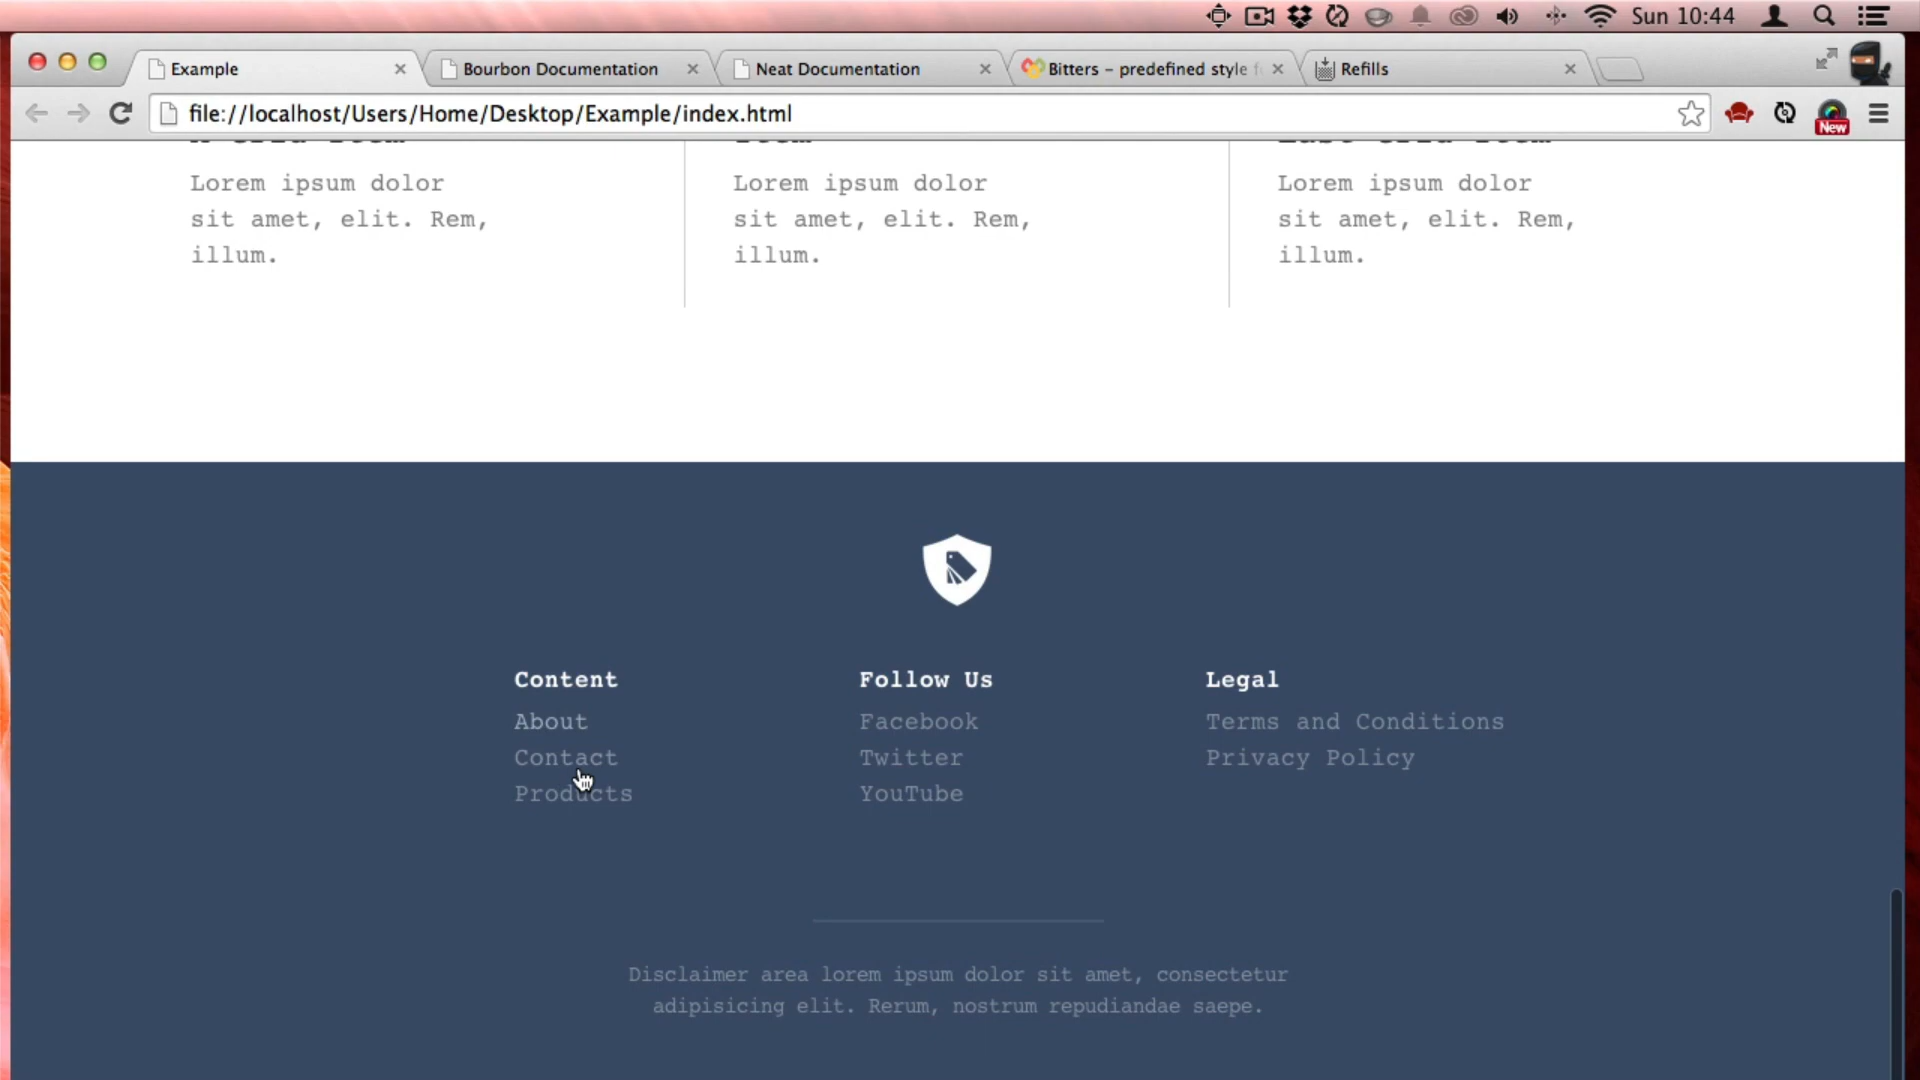 Sun 10:44
Example
Bourbon Documentation
Neat Documentation
Bitters – predefined style f
Refills
file://localhost/Users/Home/Desktop/Example/index.html
New
Lorem ipsum dolor
sit amet, elit. Rem,
illum.
Lorem ipsum dolor
sit amet, elit. Rem,
illum.
Lorem ipsum dolor
sit amet, elit. Rem,
illum.
Content
About
Contact
Products
Follow Us
Facebook
Twitter
YouTube
Legal
Terms and Conditions
Privacy Policy
Disclaimer area lorem ipsum dolor sit amet, consectetur
adipisicing elit. Rerum, nostrum repudiandae saepe.